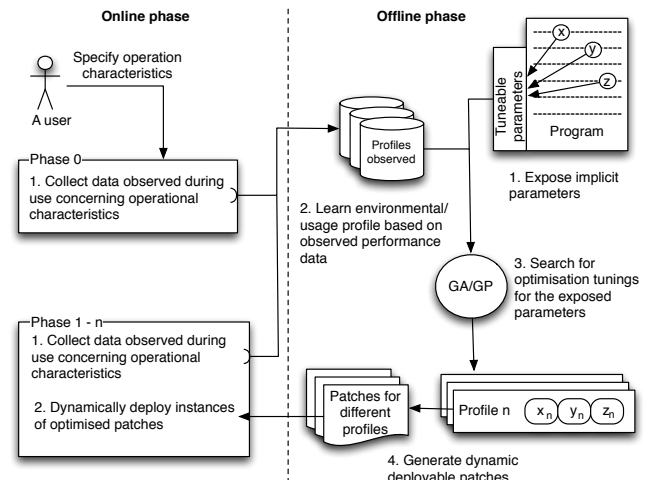 Online phase
Offline phase
Specify operation
characteristics
A user
Phase 0
1. Collect data observed during
use concerning operational
characteristics
Profiles
observed
2. Learn environmental/
usage profile based on
observed performance
data
Tuneable
parameters
x
y
z
Program
1. Expose implicit
parameters
GA/GP
3. Search for
optimisation tunings
for the exposed
parameters
Phase 1 - n
1. Collect data observed during
use concerning operational
characteristics
2. Dynamically deploy instances
of optimised patches
Patches for
different
profiles
Profile n
xn
yn
zn
4. Generate dynamic
deployable patches